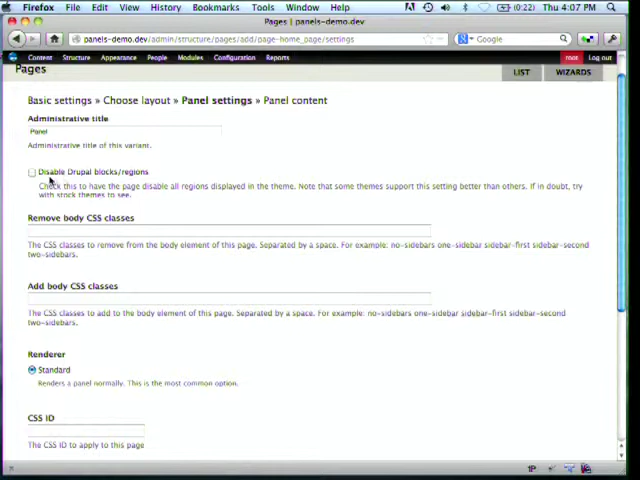 Firefox File Edit View History Bookmarks Tools Window Help (0:22) Thu 4:07 PM
Pages | panels-demo.dev
panels-demo.dev/admin/structure/pages/add/page-home_page/settings Google
Content Structure Appearance People Modules Configuration Reports root Log out
Pages LIST WIZARDS
Basic settings » Choose layout » Panel settings » Panel content
Administrative title
Panel
Administrative title of this variant.
Disable Drupal blocks/regions
Check this to have the page disable all regions displayed in the theme. Note that some themes support this setting better than others. If in doubt, try
with stock themes to see.
Remove body CSS classes
The CSS classes to remove from the body element of this page. Separated by a space. For example: no-sidebars one-sidebar sidebar-first sidebar-second
two-sidebars.
Add body CSS classes
The CSS classes to add to the body element of this page. Separated by a space. For example: no-sidebars one-sidebar sidebar-first sidebar-second
two-sidebars.
Renderer
Standard
Renders a panel normally. This is the most common option.
CSS ID
The CSS ID to apply to this page